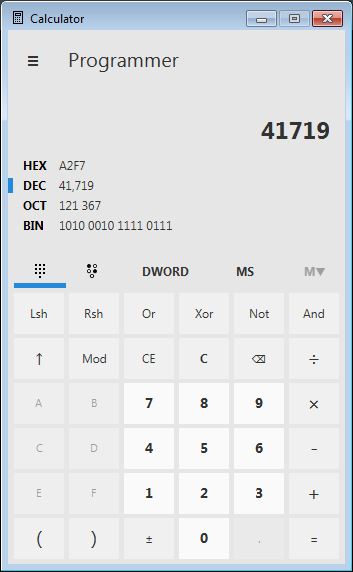 Calculator
≡ Programmer
41719
HEX A2F7
DEC 41,719
OCT 121 367
BIN 1010 0010 1111 0111
DWORD MS M▾
Lsh Rsh Or Xor Not And
↑ Mod CE C ⌫ ÷
A B 7 8 9 ×
C D 4 5 6 -
E F 1 2 3 +
( ) ± 0 . =